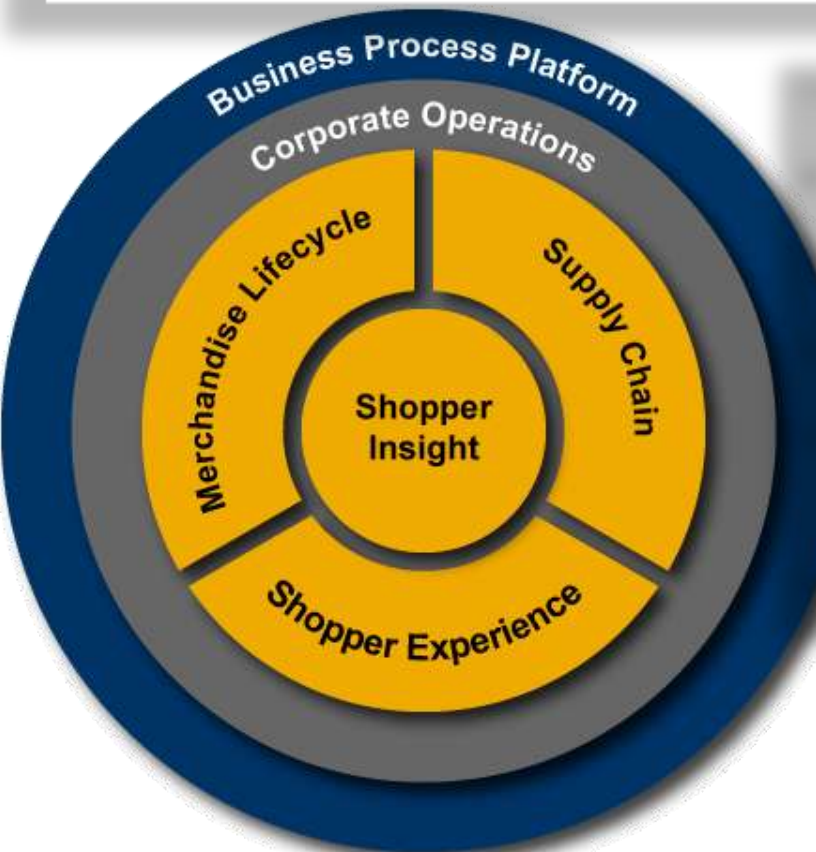 Business Process Platform
Corporate Operations
Merchandise Lifecycle
Supply Chain
Shopper
Insight
Shopper Experience